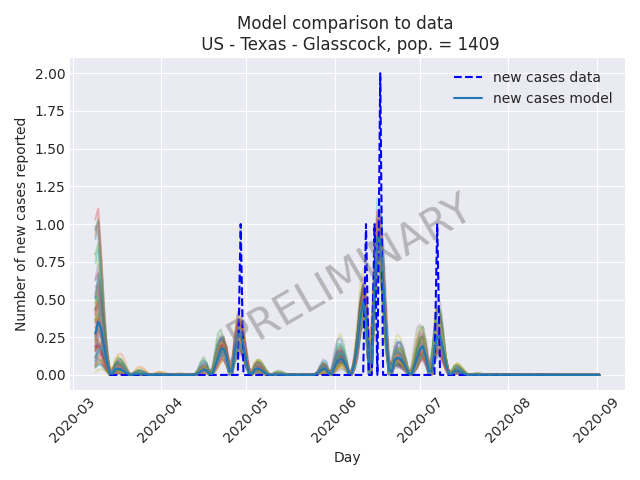 Model comparison to data
US - Texas - Glasscock, pop. = 1409
new cases data
new cases model
Number of new cases reported
2.00
1.75
1.50
1.25
1.00
0.75
0.50
0.25
0.00
PRELIMINARY
2020-03
2020-04
2020-05
2020-06
2020-07
2020-08
2020-09
Day